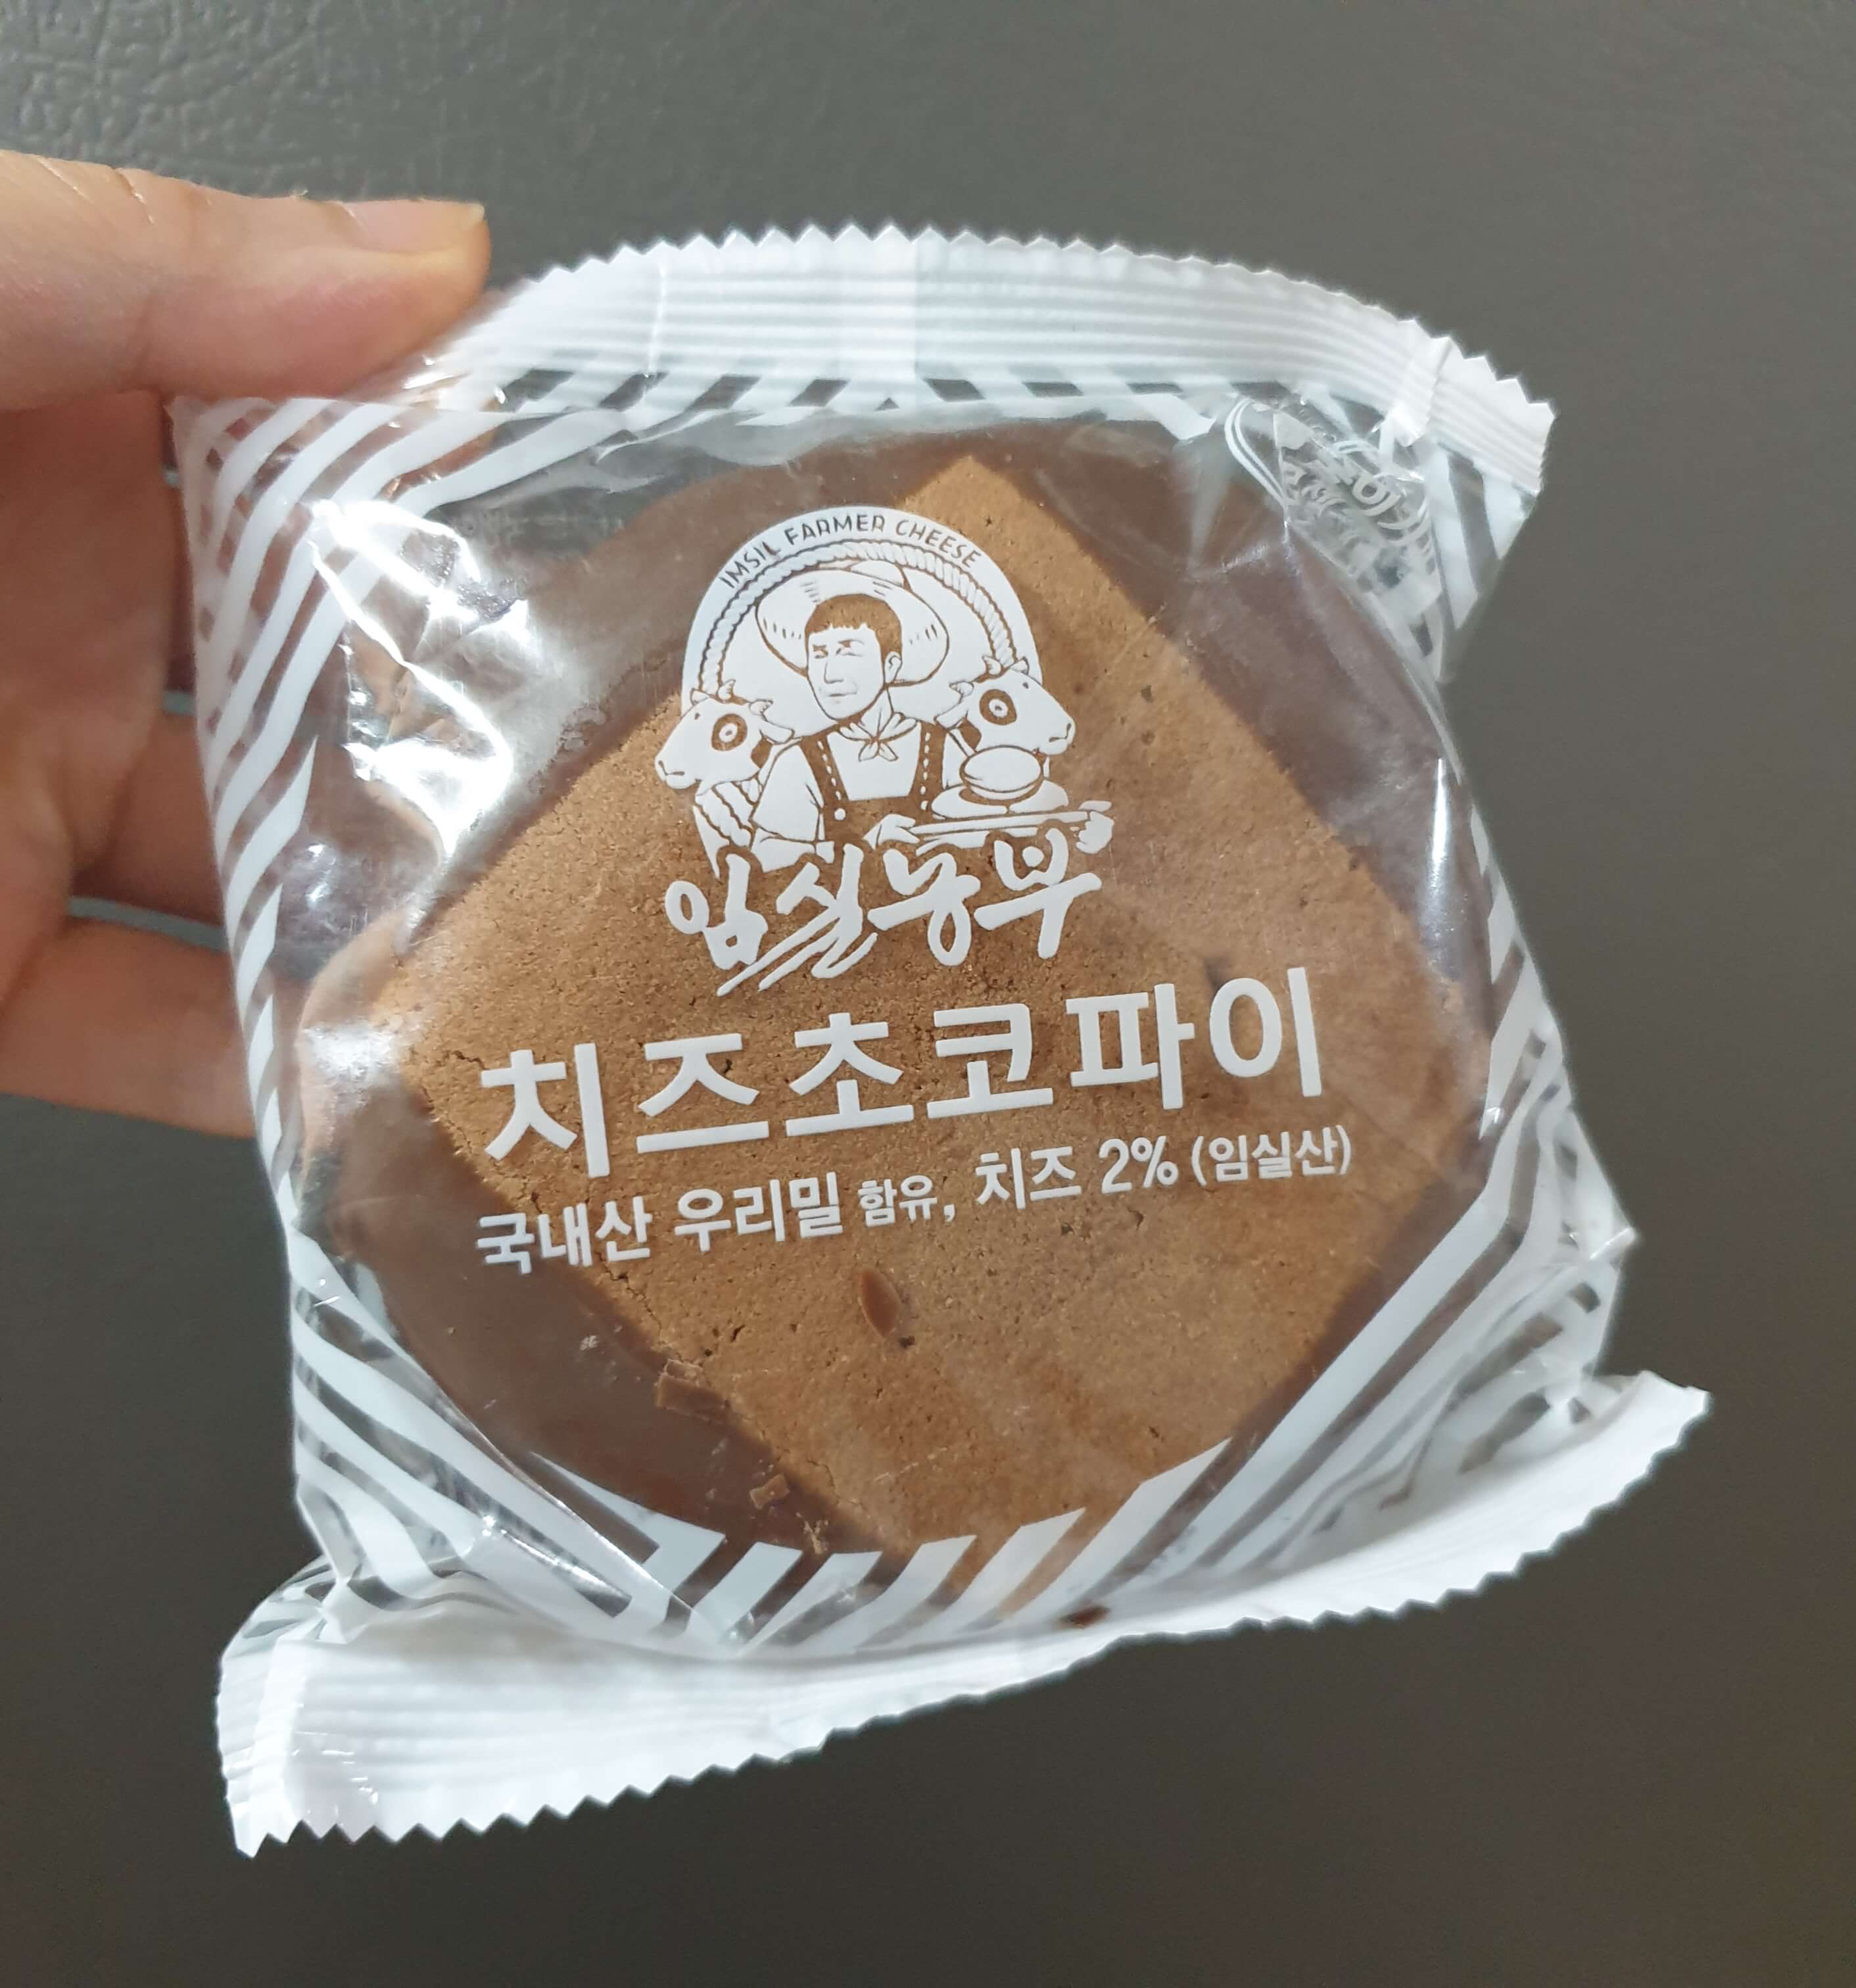 IMSIL FARMER CHEESE
임실농부
치즈초코파이
국내산 우리밀 함유, 치즈 2% (임실산)